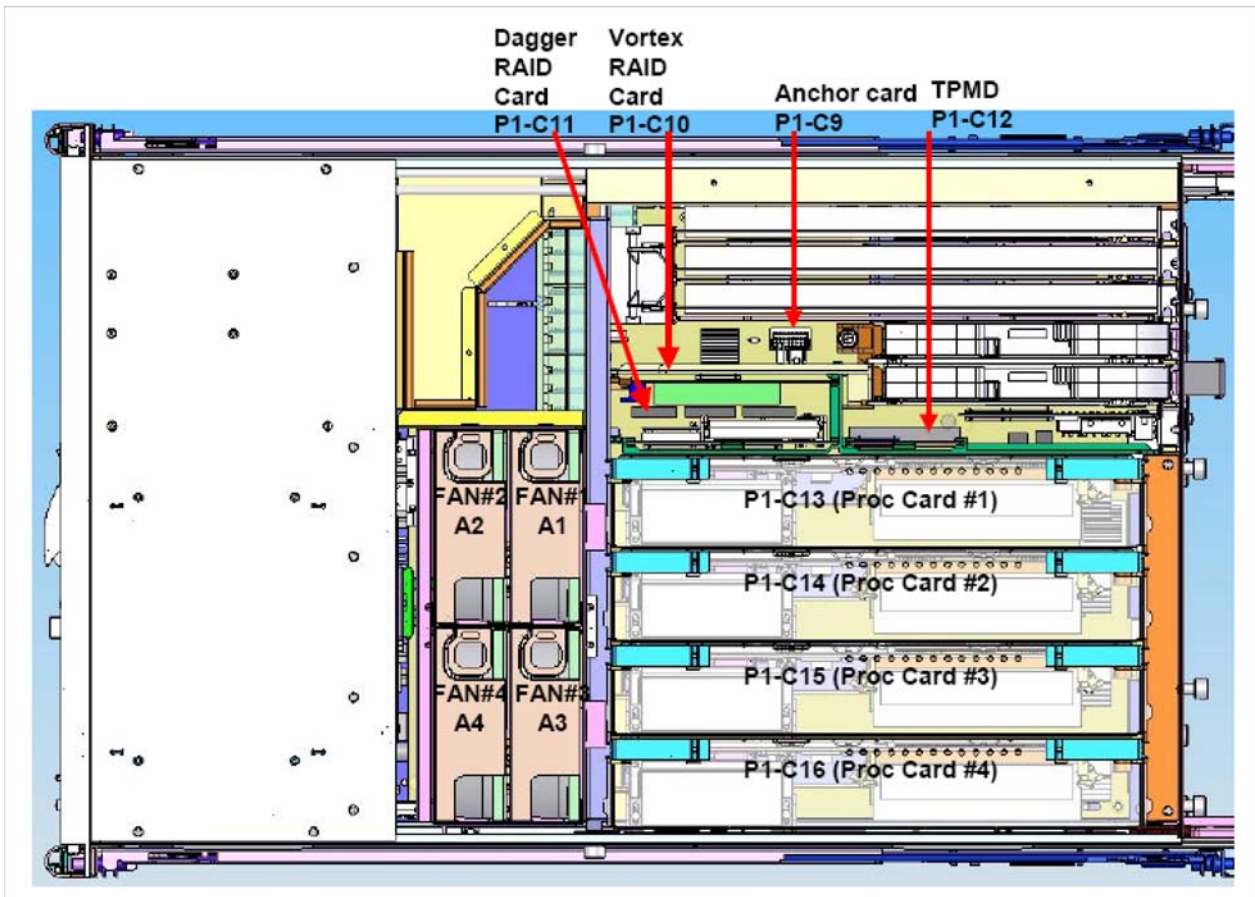 Dagger
RAID
Card
P1-C11
Vortex
RAID
Card
P1-C10
Anchor card
P1-C9
TPMD
P1-C12
FAN#2
A2
FAN#1
A1
P1-C13 (Proc Card #1)
P1-C14 (Proc Card #2)
FAN#4
A4
FAN#3
A3
P1-C15 (Proc Card #3)
P1-C16 (Proc Card #4)